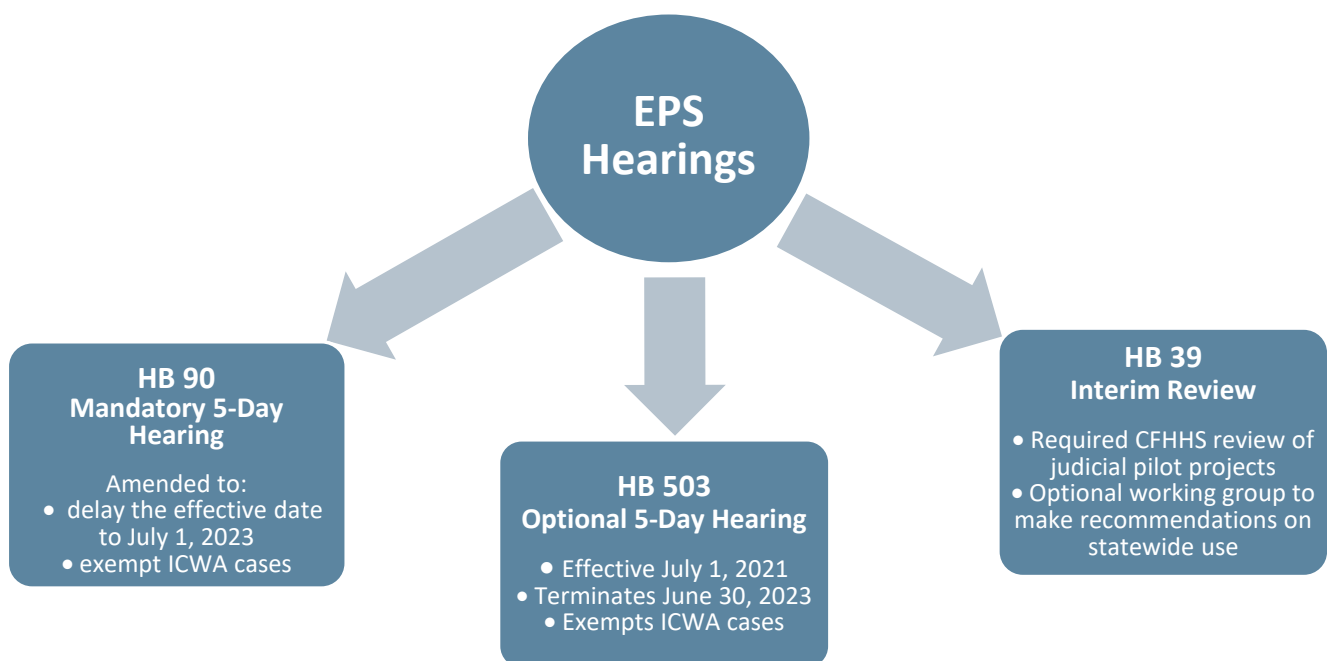 EPS
Hearings
HB 90
Mandatory 5-Day
Hearing
Amended to:
• delay the effective date
to July 1, 2023
• exempt ICWA cases
HB 503
Optional 5-Day Hearing
• Effective July 1, 2021
• Terminates June 30, 2023
• Exempts ICWA cases
HB 39
Interim Review
• Required CFHHS review of
judicial pilot projects
• Optional working group to
make recommendations on
statewide use